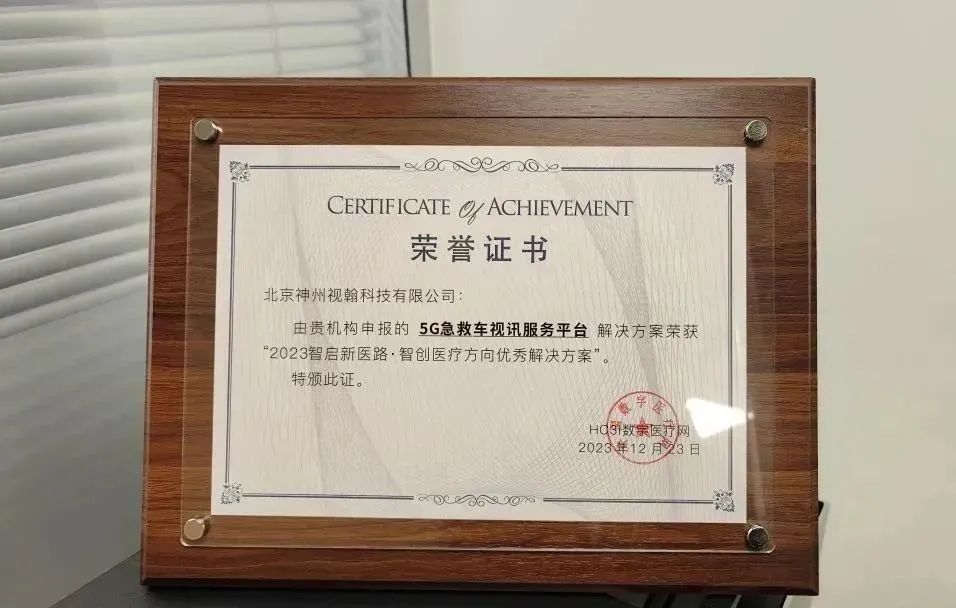 CERTIFICATE Of ACHIEVEMENT
荣誉证书
北京神州视翰科技有限公司：
由贵机构申报的 5G急救车视讯服务平台 解决方案荣获
“2023智启新医路·智创医疗方向优秀解决方案”。
特颁此证。
HC3i数字医疗网
2023年12月23日